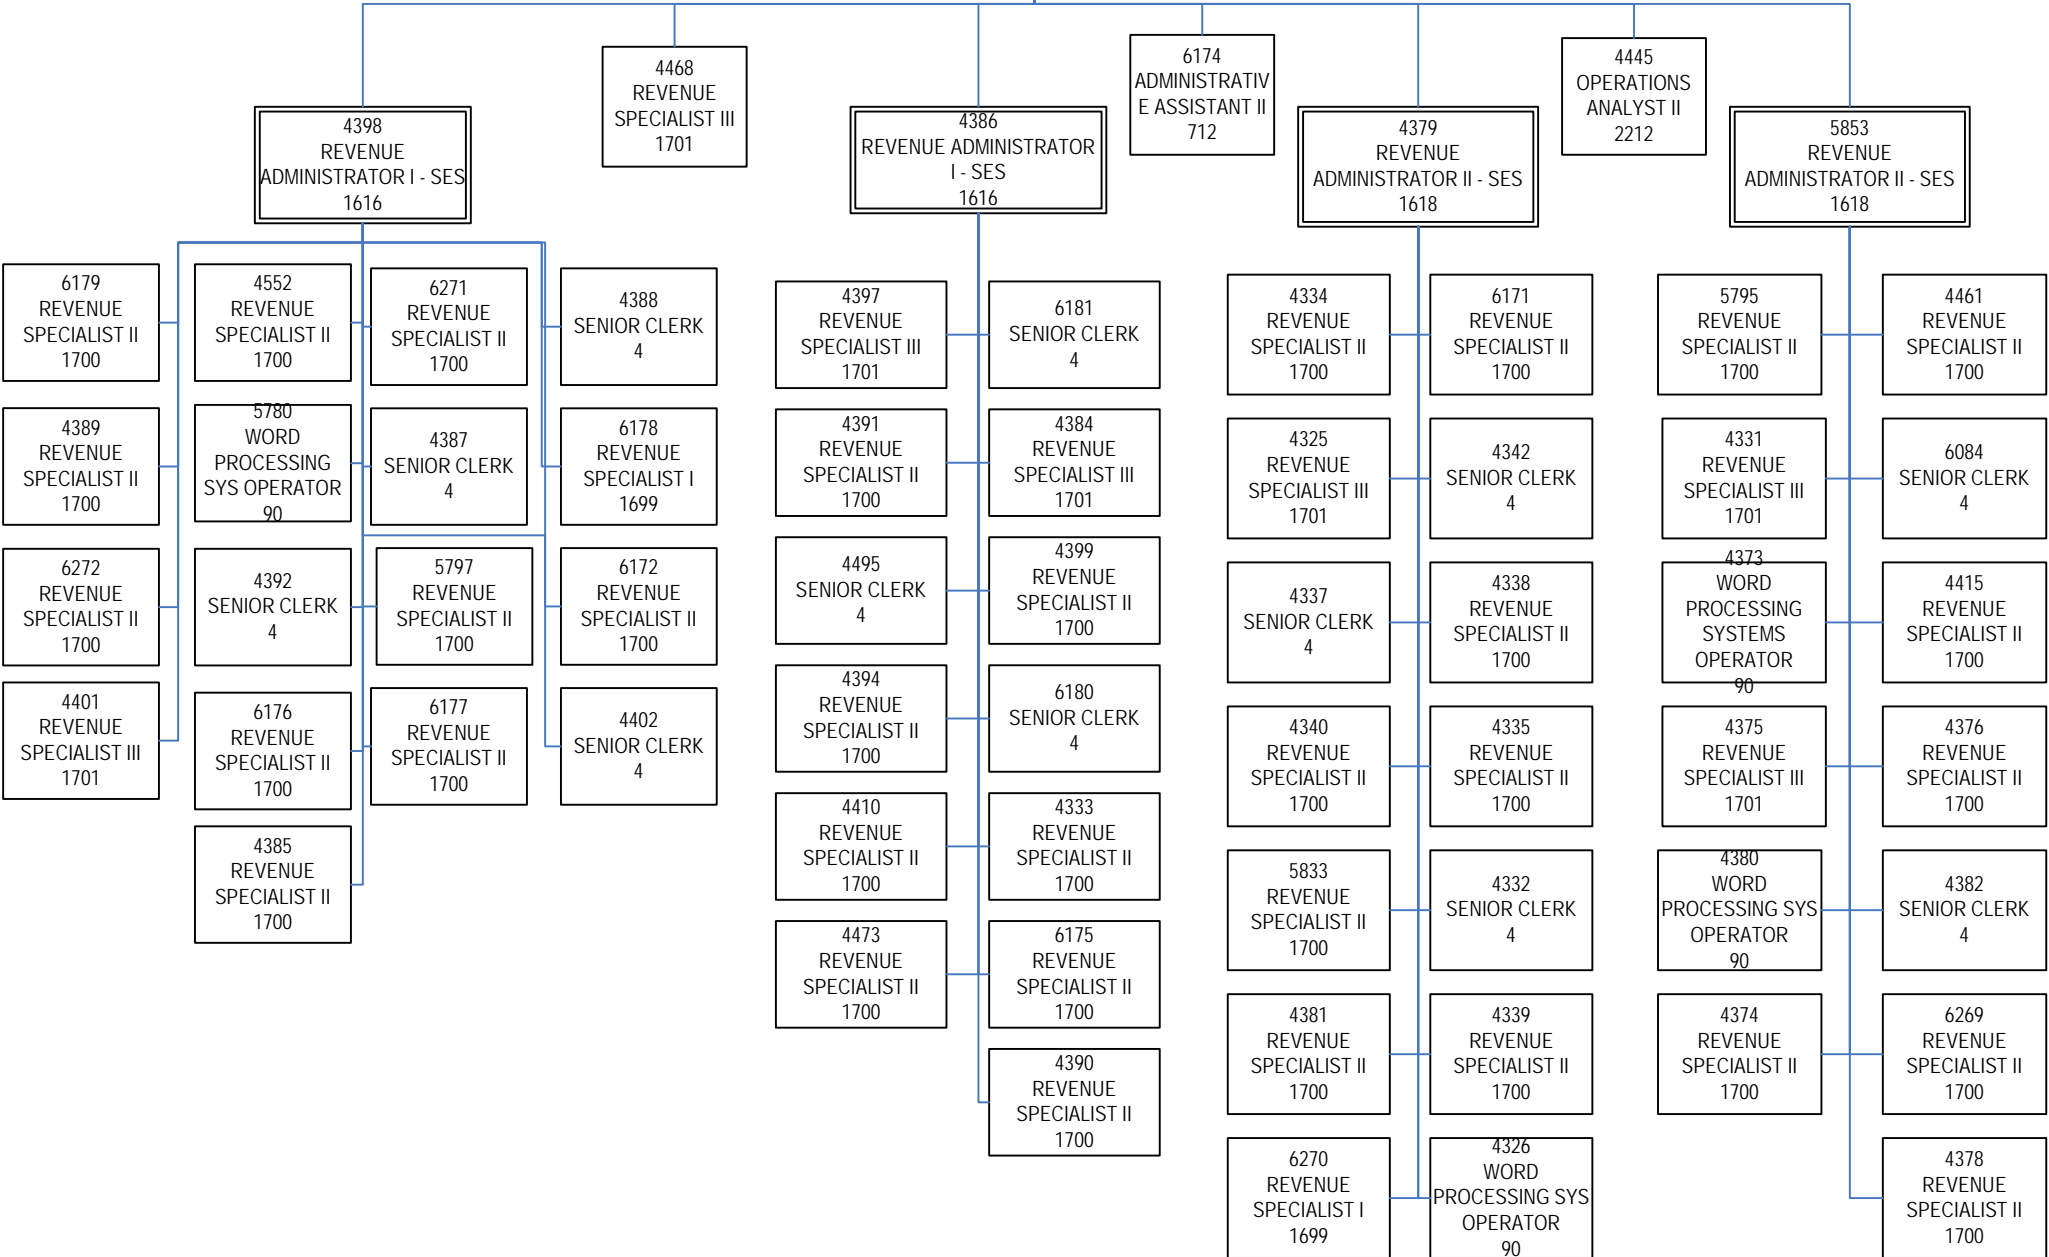 4468
REVENUE
SPECIALIST III
1701
6174
ADMINISTRATIV
E ASSISTANT II
712
4445
OPERATIONS
ANALYST II
2212
4398
REVENUE
ADMINISTRATOR I - SES
1616
4386
REVENUE ADMINISTRATOR
I - SES
1616
4379
REVENUE
ADMINISTRATOR II - SES
1618
5853
REVENUE
ADMINISTRATOR II - SES
1618
6179
REVENUE
SPECIALIST II
1700
4552
REVENUE
SPECIALIST II
1700
6271
REVENUE
SPECIALIST II
1700
4388
SENIOR CLERK
4
4389
REVENUE
SPECIALIST II
1700
5780
WORD
PROCESSING
SYS OPERATOR
90
4387
SENIOR CLERK
4
6178
REVENUE
SPECIALIST I
1699
6272
REVENUE
SPECIALIST II
1700
4392
SENIOR CLERK
4
5797
REVENUE
SPECIALIST II
1700
6172
REVENUE
SPECIALIST II
1700
4401
REVENUE
SPECIALIST III
1701
6176
REVENUE
SPECIALIST II
1700
6177
REVENUE
SPECIALIST II
1700
4402
SENIOR CLERK
4
4385
REVENUE
SPECIALIST II
1700
4397
REVENUE
SPECIALIST III
1701
6181
SENIOR CLERK
4
4391
REVENUE
SPECIALIST II
1700
4384
REVENUE
SPECIALIST III
1701
4495
SENIOR CLERK
4
4399
REVENUE
SPECIALIST II
1700
4394
REVENUE
SPECIALIST II
1700
6180
SENIOR CLERK
4
4410
REVENUE
SPECIALIST II
1700
4333
REVENUE
SPECIALIST II
1700
4473
REVENUE
SPECIALIST II
1700
6175
REVENUE
SPECIALIST II
1700
4390
REVENUE
SPECIALIST II
1700
4334
REVENUE
SPECIALIST II
1700
6171
REVENUE
SPECIALIST II
1700
4325
REVENUE
SPECIALIST III
1701
4342
SENIOR CLERK
4
4337
SENIOR CLERK
4
4338
REVENUE
SPECIALIST II
1700
4340
REVENUE
SPECIALIST II
1700
4335
REVENUE
SPECIALIST II
1700
5833
REVENUE
SPECIALIST II
1700
4332
SENIOR CLERK
4
4381
REVENUE
SPECIALIST II
1700
4339
REVENUE
SPECIALIST II
1700
6270
REVENUE
SPECIALIST I
1699
4326
WORD
PROCESSING SYS
OPERATOR
90
5795
REVENUE
SPECIALIST II
1700
4461
REVENUE
SPECIALIST II
1700
4331
REVENUE
SPECIALIST III
1701
6084
SENIOR CLERK
4
4373
WORD
PROCESSING
SYSTEMS
OPERATOR
90
4415
REVENUE
SPECIALIST II
1700
4375
REVENUE
SPECIALIST III
1701
4376
REVENUE
SPECIALIST II
1700
4380
WORD
PROCESSING SYS
OPERATOR
90
4382
SENIOR CLERK
4
4374
REVENUE
SPECIALIST II
1700
6269
REVENUE
SPECIALIST II
1700
4378
REVENUE
SPECIALIST II
1700